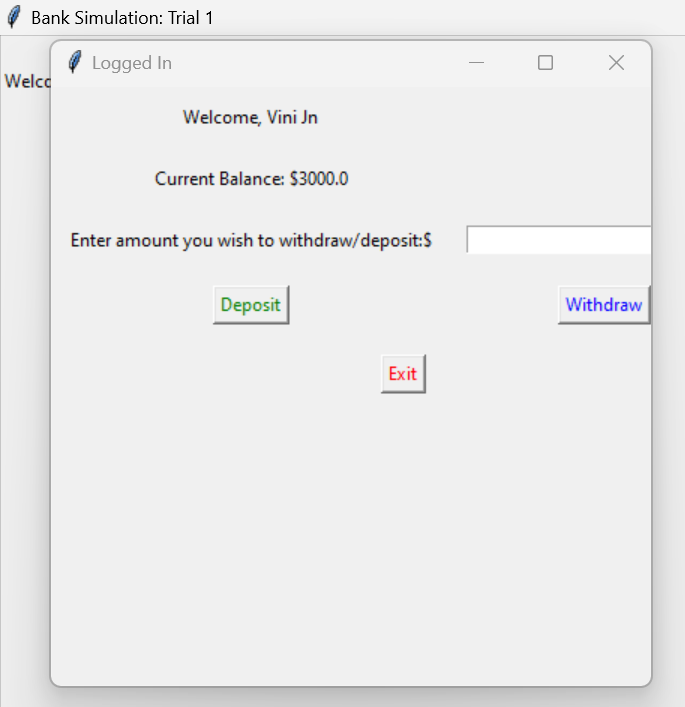 Bank Simulation: Trial 1
Logged In
Welcome, Vini Jn
Current Balance: $3000.0
Enter amount you wish to withdraw/deposit:$
Deposit
Withdraw
Exit